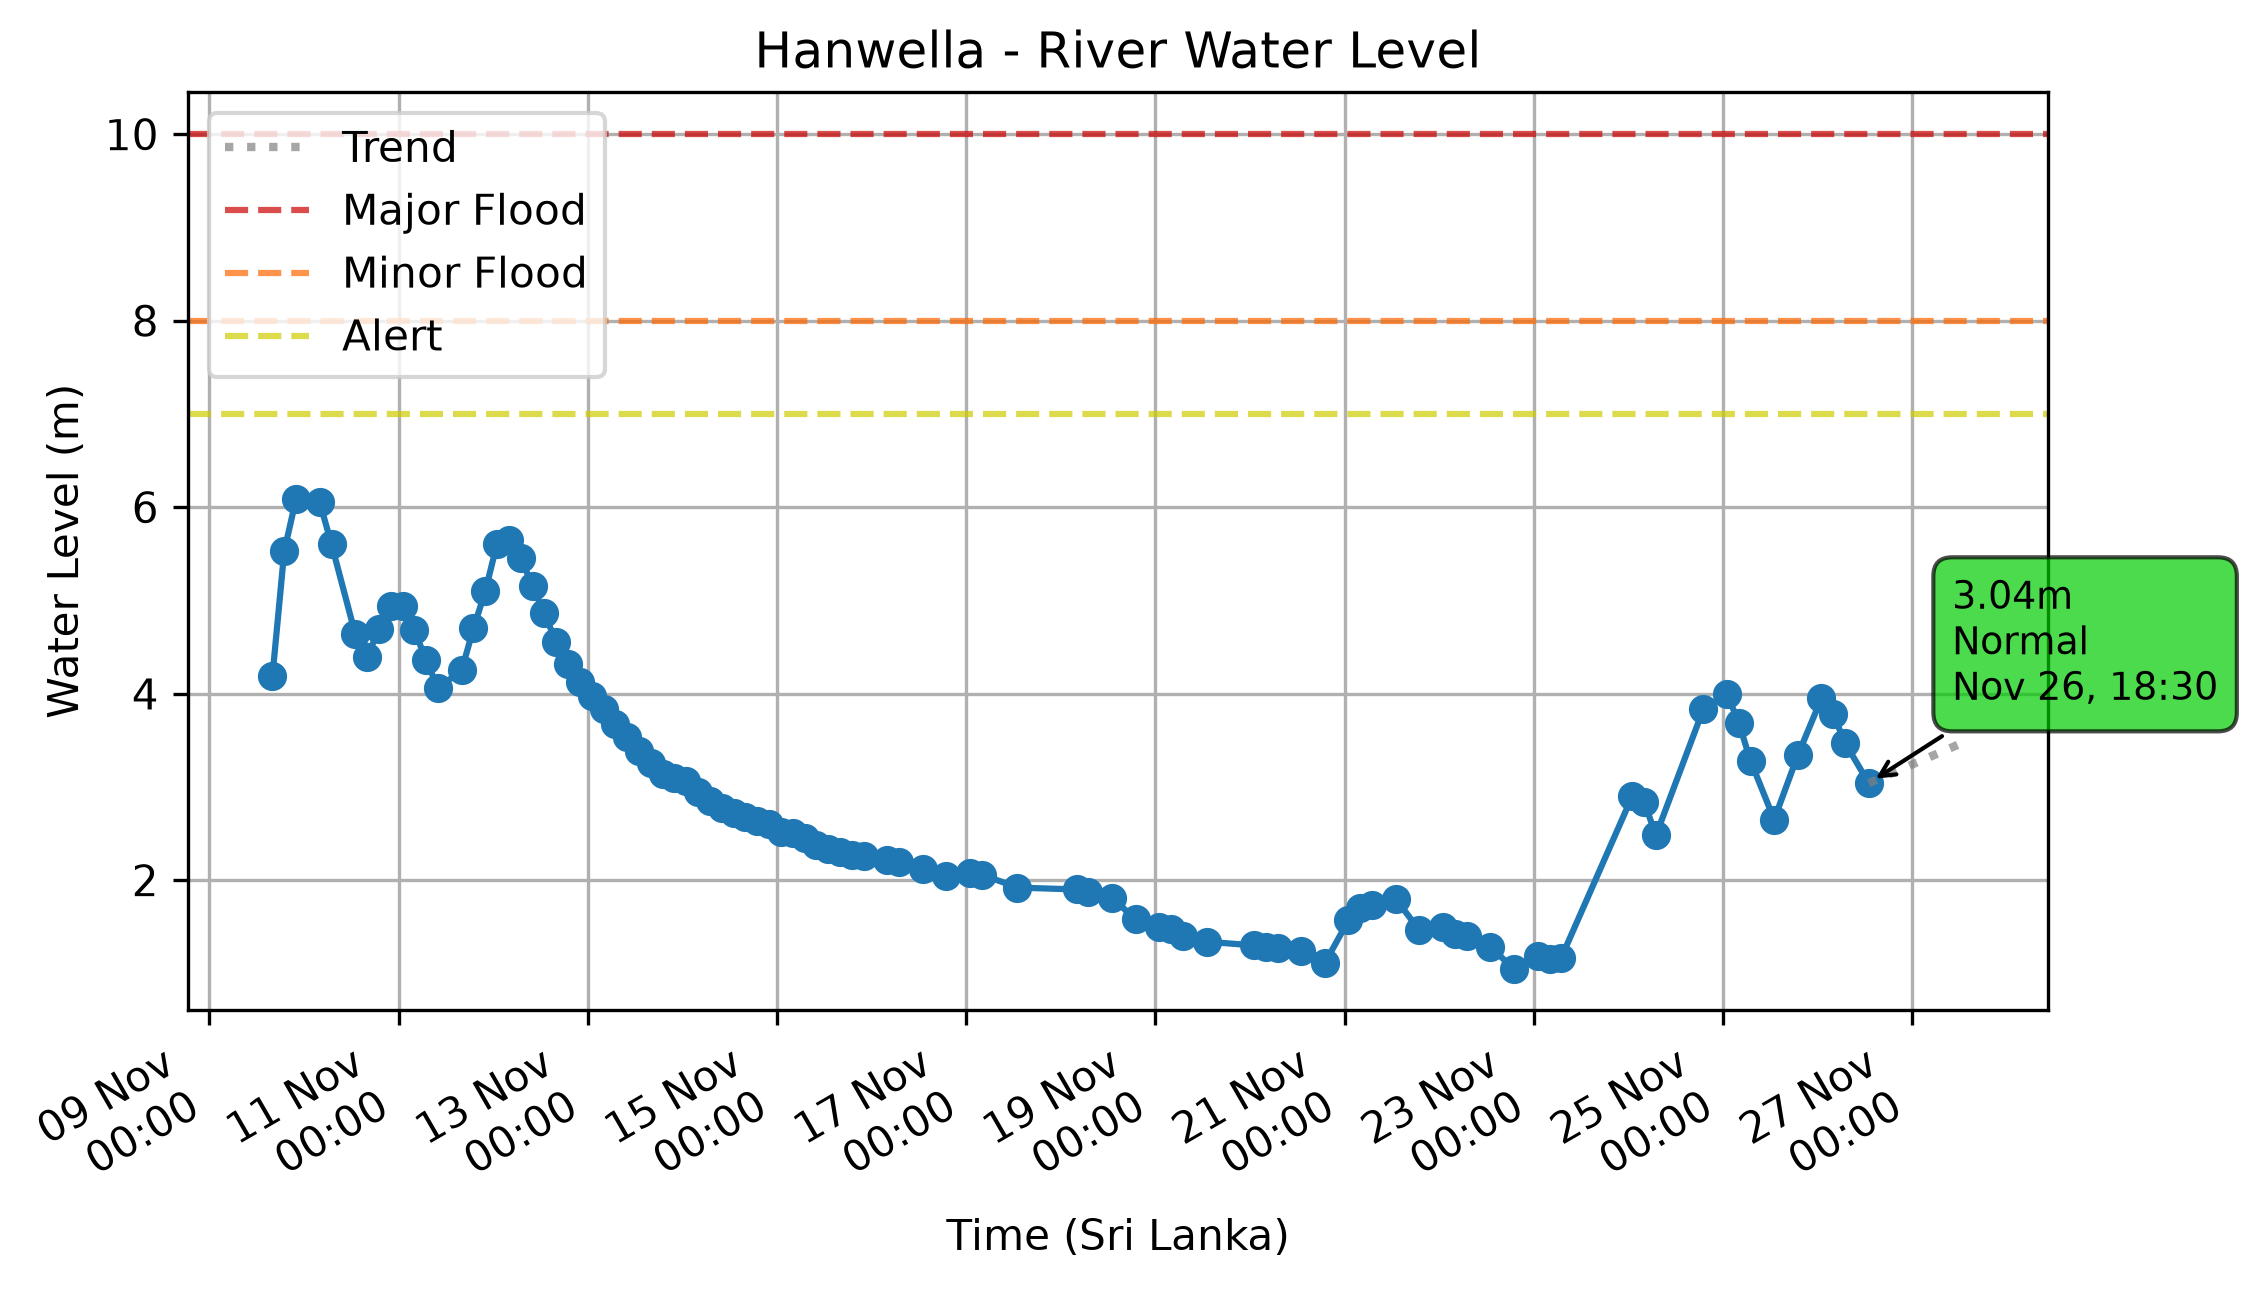 Hanwella - River Water Level
Trend
Major Flood
Minor Flood
Alert
10
8
6
4
2
Water Level (m)
3.04m
Normal
Nov 26, 18:30
09 Nov
00:00
11 Nov
00:00
13 Nov
00:00
15 Nov
00:00
17 Nov
00:00
19 Nov
00:00
21 Nov
00:00
23 Nov
00:00
25 Nov
00:00
27 Nov
00:00
Time (Sri Lanka)